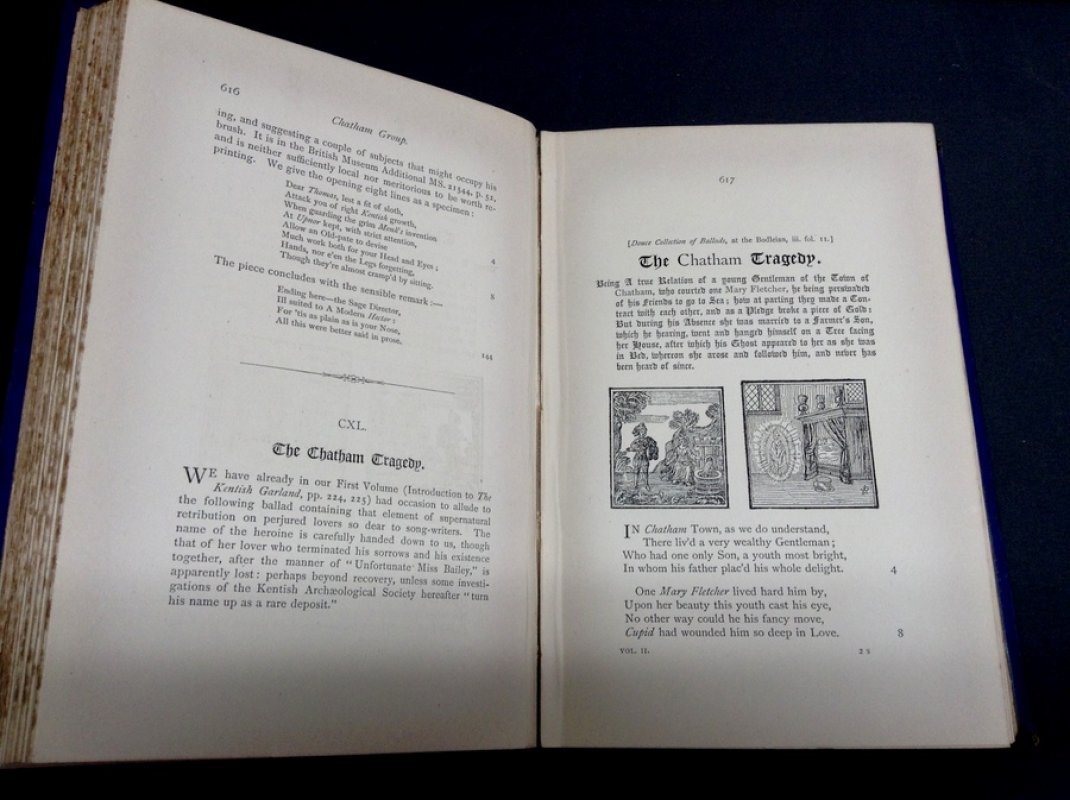 616
Chatham Group.
ing, and suggesting a couple of subjects that might occupy his
brush. It is in the British Museum Additional MS. 21544, p. 51,
and is neither sufficiently local nor meritorious to be worth re-
printing. We give the opening eight lines as a specimen:
Dear Thomas, lest a fit of sloth,
Attack you of right Kentish growth,
When guarding the grim Monk's invention
At Upnor kept, with strict attention,
4
Allow an Old-pate to devise
Much work both for your Head and Eyes;
Hands, nor e'en the Legs forgetting,
Though they're almost cramp'd by sitting.
8
The piece concludes with the sensible remark:—
Ending here—the Sage Director,
Ill suited to A Modern Hector:
For 'tis as plain as is your Nose,
All this were better said in prose.
144
CXL.
The Chatham Tragedy.
WE have already in our First Volume (Introduction to The
Kentish Garland, pp. 224, 225) had occasion to allude to
the following ballad containing that element of supernatural
retribution on perjured lovers so dear to song-writers. The
name of the heroine is carefully handed down to us, though
that of her lover who terminated his sorrows and his existence
together, after the manner of "Unfortunate Miss Bailey," is
apparently lost: perhaps beyond recovery, unless some investi-
gations of the Kentish Archæological Society hereafter "turn
his name up as a rare deposit."
617
[Douce Collection of Ballads, at the Bodleian, iii. fol. 11.]
The Chatham Tragedy.
Being A true Relation of a young Gentleman of the Town of
Chatham, who courted one Mary Fletcher, he being perswaded
of his Friends to go to Sea; how at parting they made a Con-
tract with each other, and as a Pledge broke a piece of Gold:
But during his Absence she was married to a Farmer's Son,
which he hearing, went and hanged himself on a Tree facing
her House, after which his Ghost appeared to her as she was
in Bed, whereon she arose and followed him, and never has
been heard of since.
IN Chatham Town, as we do understand,
There liv'd a very wealthy Gentleman;
Who had one only Son, a youth most bright,
In whom his father plac'd his whole delight. 4
One Mary Fletcher lived hard him by,
Upon her beauty this youth cast his eye,
No other way could he his fancy move,
Cupid had wounded him so deep in Love. 8
VOL. II. 2 S